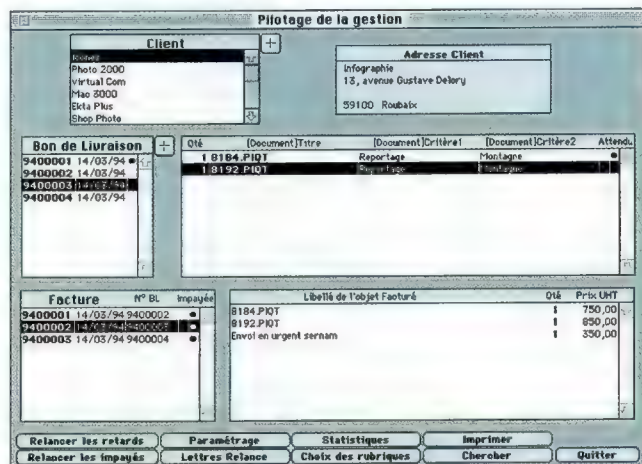 Pilotage de la gestion
Client
Photo 2000
Virtual Com
Mac 3000
Ekta Plus
Shop Photo
Adresse Client
Infographie
13, avenue Gustave Delory
59100 Roubaix
Bon de Livraison
9400001 14/03/94
9400002 14/03/94
9400003 14/03/94
9400004 14/03/94
Qté [Document]Titre [Document]Critère1 [Document]Critère2 Attendu
1 8184.PIQT Reportage Montagne
1 8192.PIQT Reportage Montagne
Facture N° BL Impayée
9400001 14/03/94 9400002
9400002 14/03/94 9400003
9400003 14/03/94 9400004
Libellé de l'objet Facturé Qté Prix UHT
8184.PIQT 1 750,00
8192.PIQT 1 850,00
Envoi en urgent sernam 1 350,00
Relancer les retards Paramétrage Statistiques Imprimer
Relancer les impayés Lettres Relance Choix des rubriques Chercher Quitter